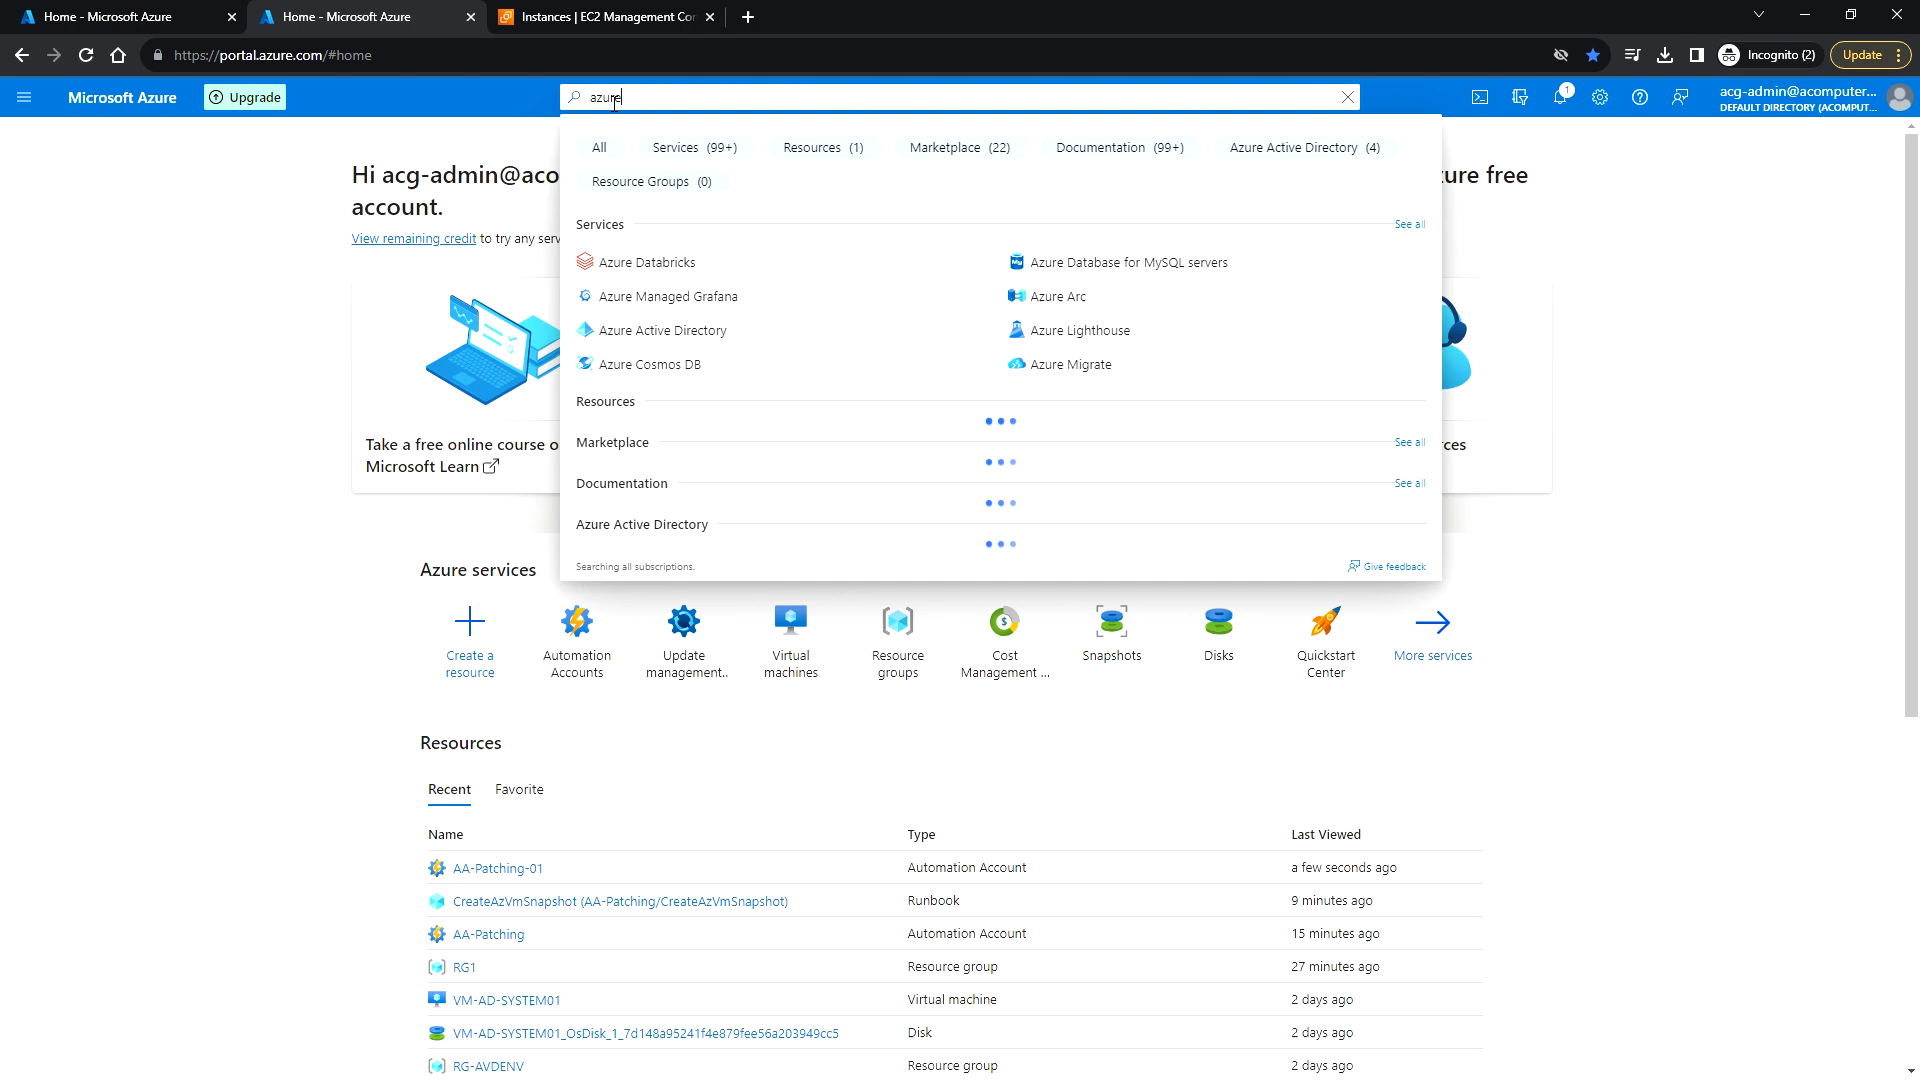 Home - Microsoft Azure
Home - Microsoft Azure
Instances | EC2 Management Cor
https://portal.azure.com/#home
Incognito (2)
Update
Microsoft Azure
Upgrade
azure
1
acg-admin@acomputer...
DEFAULT DIRECTORY (ACOMPUT...
All
Services (99+)
Resources (1)
Marketplace (22)
Documentation (99+)
Azure Active Directory (4)
Resource Groups (0)
Hi acg-admin@aco
ure free
account.
View remaining credit to try any serv
Services
See all
Azure Databricks
Azure Database for MySQL servers
Azure Managed Grafana
Azure Arc
Azure Active Directory
Azure Lighthouse
Azure Cosmos DB
Azure Migrate
Resources
Marketplace
See all
Documentation
See all
Azure Active Directory
Searching all subscriptions.
Give feedback
Take a free online course o
Microsoft Learn
rces
Azure services
Create a
resource
Automation
Accounts
Update
management..
Virtual
machines
Resource
groups
Cost
Management ...
Snapshots
Disks
Quickstart
Center
More services
Resources
Recent
Favorite
Name
Type
Last Viewed
AA-Patching-01
Automation Account
a few seconds ago
CreateAzVmSnapshot (AA-Patching/CreateAzVmSnapshot)
Runbook
9 minutes ago
AA-Patching
Automation Account
15 minutes ago
RG1
Resource group
27 minutes ago
VM-AD-SYSTEM01
Virtual machine
2 days ago
VM-AD-SYSTEM01_OsDisk_1_7d148a95241f4e879fee56a203949cc5
Disk
2 days ago
RG-AVDENV
Resource group
2 days ago